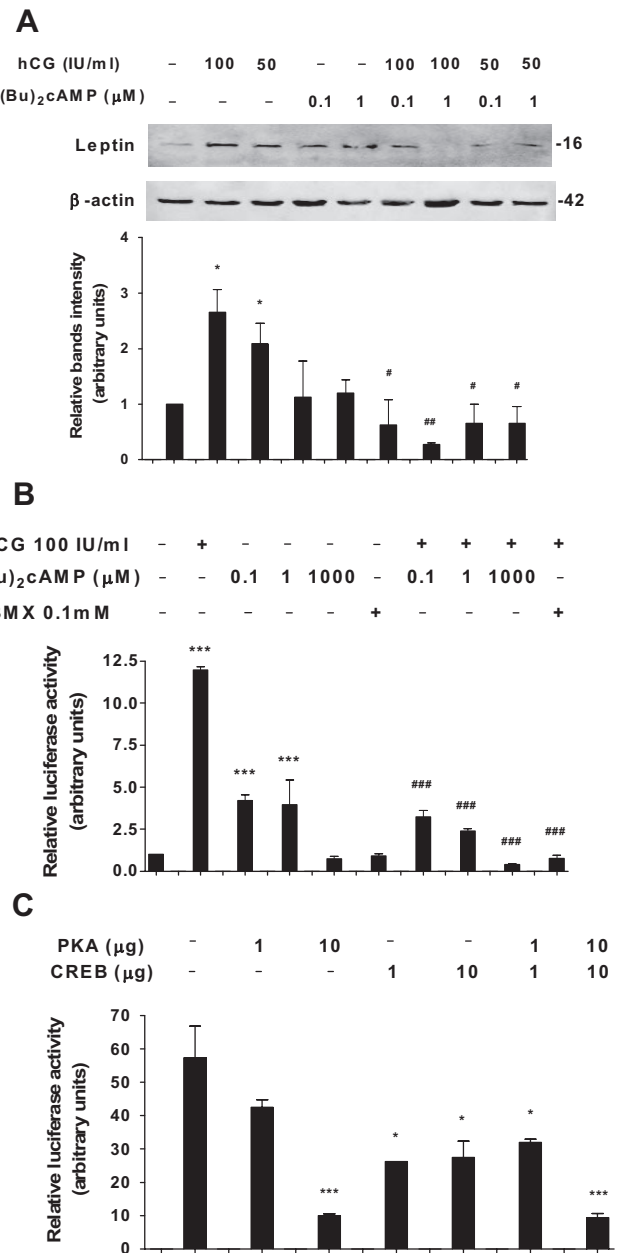 A
hCG (IU/ml) – 100 50 – – 100 100 50 50
(Bu)2cAMP (μM) – – – 0.1 1 0.1 1 0.1 1
Leptin -16
β-actin -42
Relative bands intensity
(arbitrary units)
4
3
2
1
0
* * # ## # #
B
CG 100 IU/ml – + – – – – + + + +
u)2cAMP (μM) – – 0.1 1 1000 – 0.1 1 1000 –
MX 0.1mM – – – – – + – – – +
Relative luciferase activity
(arbitrary units)
12.5
10.0
7.5
5.0
2.5
0.0
*** *** *** ### ### ### ###
C
PKA (μg) – 1 10 – – 1 10
CREB (μg) – – – 1 10 1 10
Relative luciferase activity
(arbitrary units)
70
60
50
40
30
20
10
0
*** * * * ***